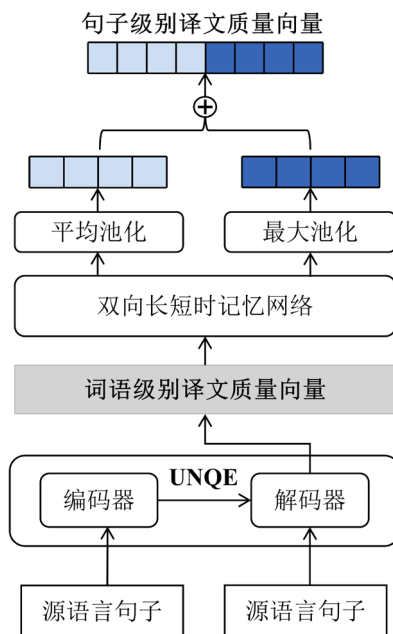 句子级别译文质量向量
平均池化
最大池化
双向长短时记忆网络
词语级别译文质量向量
UNQE
编码器
解码器
源语言句子
源语言句子